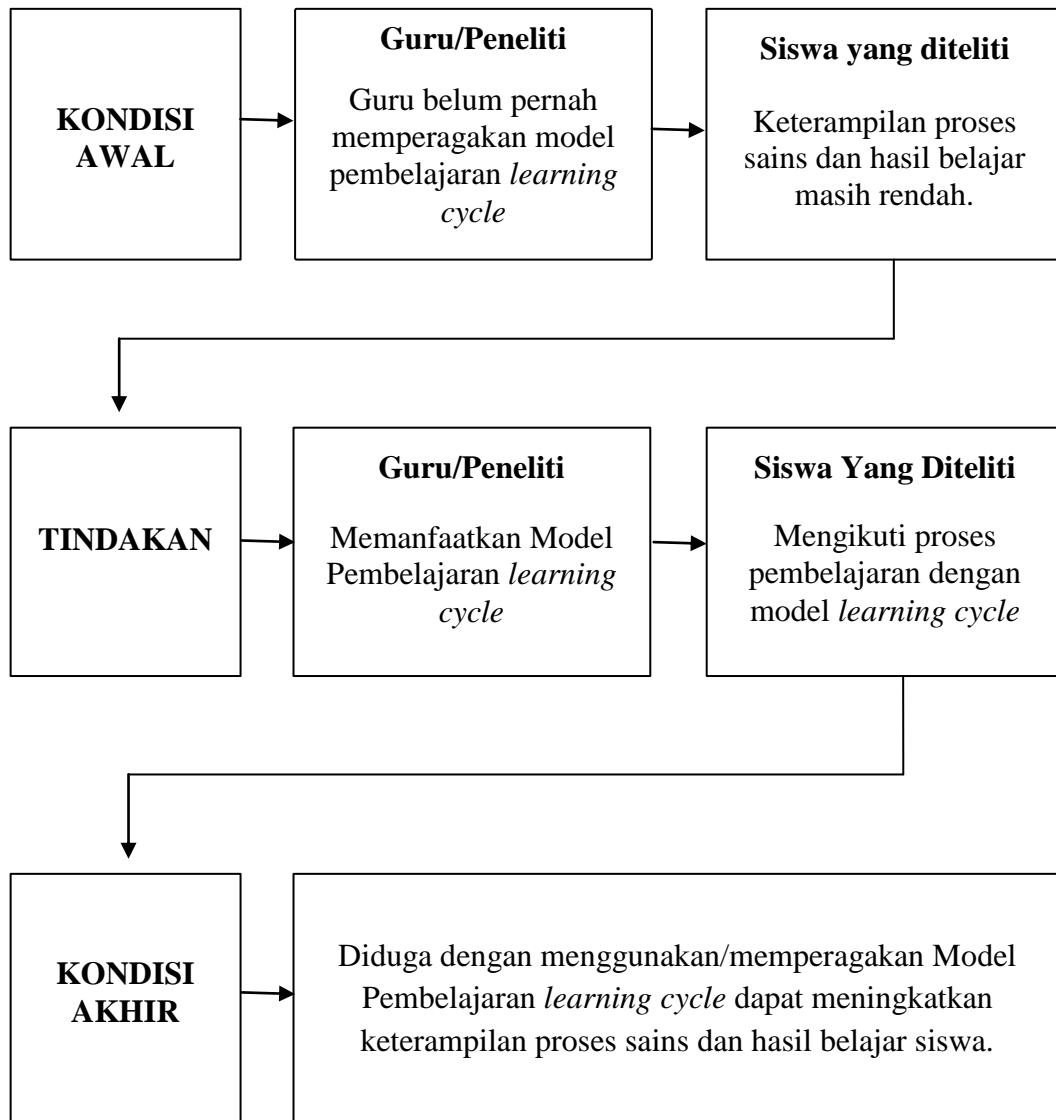 KONDISI
AWAL
Guru/Peneliti
Guru belum pernah
memperagakan model
pembelajaran learning
cycle
Siswa yang diteliti
Keterampilan proses
sains dan hasil belajar
masih rendah.
TINDAKAN
Guru/Peneliti
Memanfaatkan Model
Pembelajaran learning
cycle
Siswa Yang Diteliti
Mengikuti proses
pembelajaran dengan
model learning cycle
KONDISI
AKHIR
Diduga dengan menggunakan/memperagakan Model
Pembelajaran learning cycle dapat meningkatkan
keterampilan proses sains dan hasil belajar siswa.